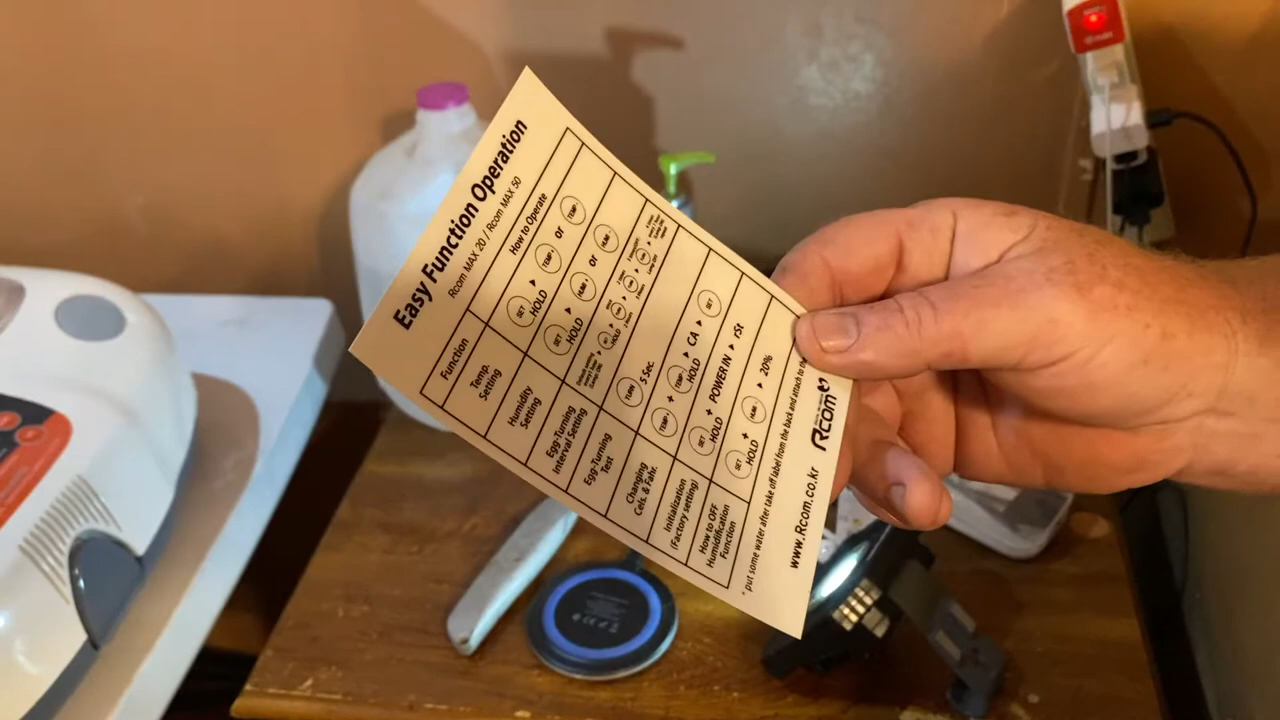 Easy Function Operation
Rcom MAX 20 / Rcom MAX 50
Function How to Operate
Temp. Setting SET HOLD ▸ TEMP+ or TEMP-
Humidity Setting SET HOLD ▸ HUM+ or HUM-
Egg-Turning Interval Setting
Egg-Turning Test TURN 5 Sec.
Changing Cels. & Fahr. TEMP+ + TEMP- HOLD ▸ CA ▸ SET
Initialization (Factory setting) SET HOLD + POWER IN ▸ rSt
How to OFF Humidification Function SET HOLD + HUM- ▸ 20%
* put some water after take off label from the back and attach to the
www.Rcom.co.kr Rcom